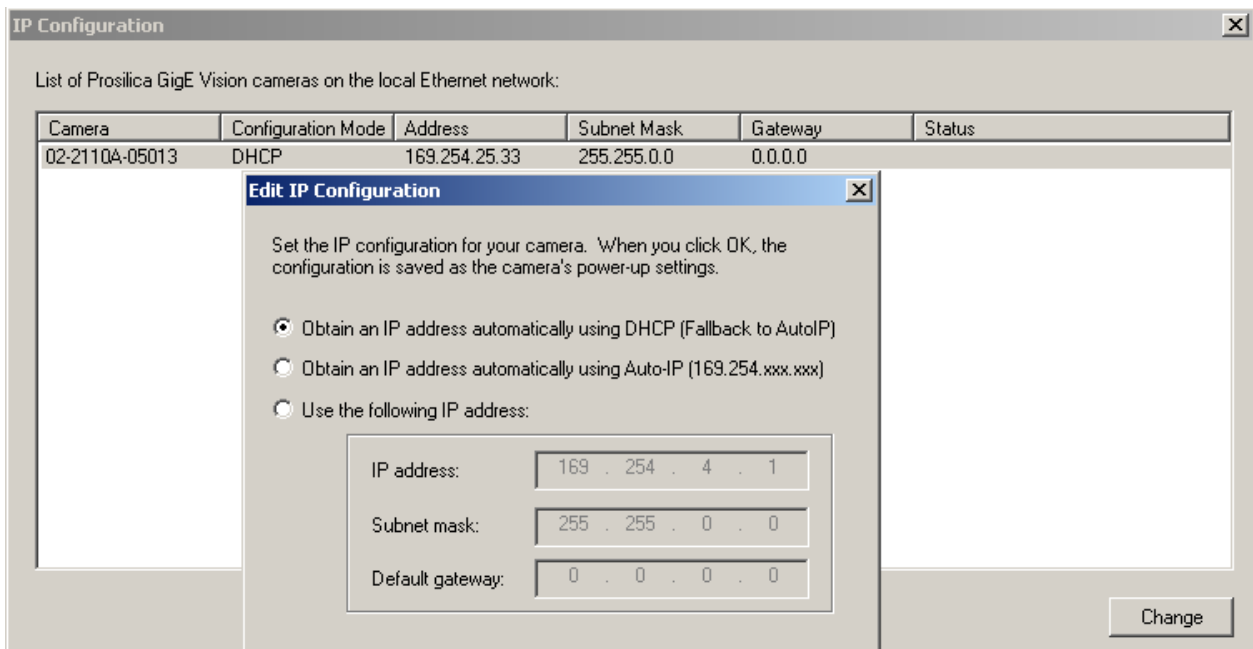 IP Configuration
List of Prosilica GigE Vision cameras on the local Ethernet network:
Camera Configuration Mode Address Subnet Mask Gateway Status
02-2110A-05013 DHCP 169.254.25.33 255.255.0.0 0.0.0.0
Edit IP Configuration
Set the IP configuration for your camera. When you click OK, the
configuration is saved as the camera's power-up settings.
Obtain an IP address automatically using DHCP (Fallback to AutoIP)
Obtain an IP address automatically using Auto-IP (169.254.xxx.xxx)
Use the following IP address:
IP address: 169 . 254 . 4 . 1
Subnet mask: 255 . 255 . 0 . 0
Default gateway: 0 . 0 . 0 . 0
Change